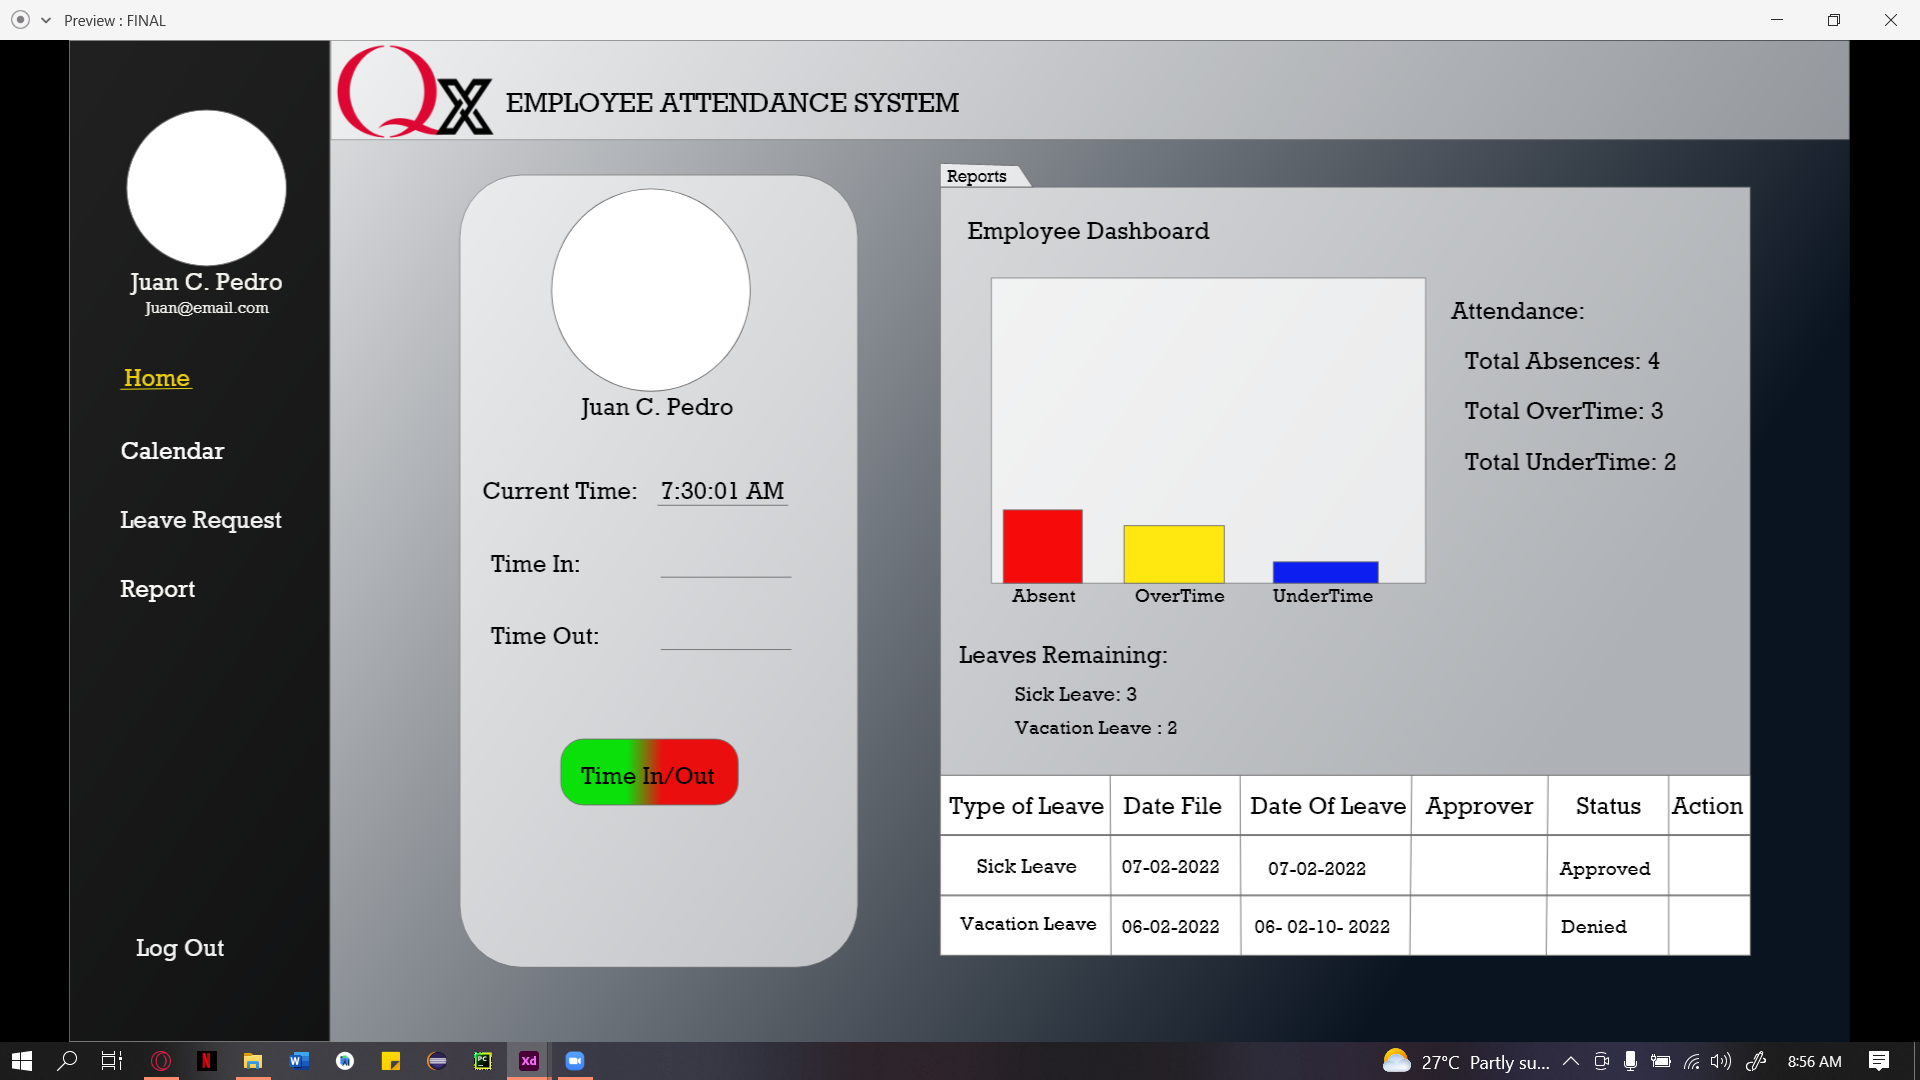 Preview : FINAL
QX
EMPLOYEE ATTENDANCE SYSTEM
Juan C. Pedro
Juan@email.com
Home
Calendar
Leave Request
Report
Log Out
Juan C. Pedro
Current Time: 7:30:01 AM
Time In:
Time Out:
Time In/Out
Reports
Employee Dashboard
Absent OverTime UnderTime
Attendance:
Total Absences: 4
Total OverTime: 3
Total UnderTime: 2
Leaves Remaining:
Sick Leave: 3
Vacation Leave : 2
Type of Leave Date File Date Of Leave Approver Status Action
Sick Leave 07-02-2022 07-02-2022 Approved
Vacation Leave 06-02-2022 06- 02-10- 2022 Denied
N W PC Xd 27°C Partly su... 8:56 AM